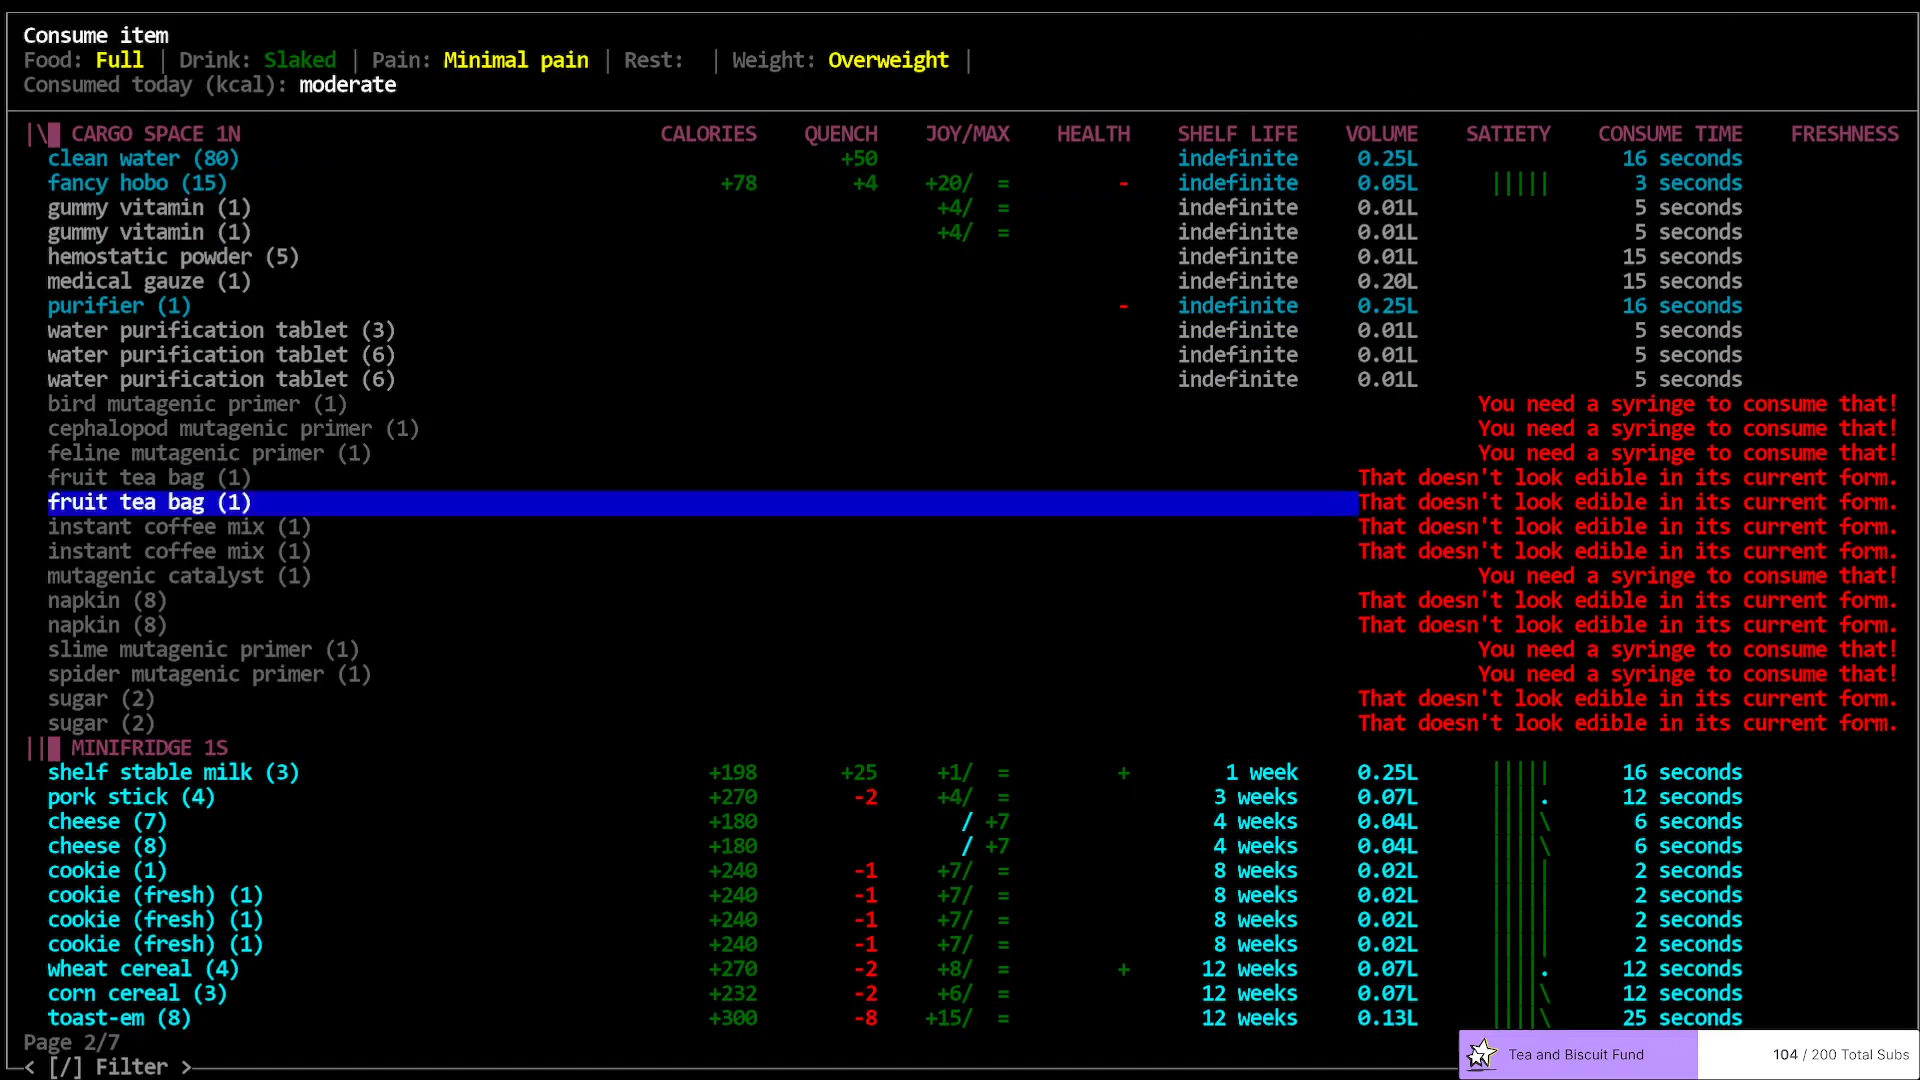 Consume item
Food: Full | Drink: Slaked | Pain: Minimal pain | Rest: | Weight: Overweight |
Consumed today (kcal): moderate
|\ CARGO SPACE 1N CALORIES QUENCH JOY/MAX HEALTH SHELF LIFE VOLUME SATIETY CONSUME TIME FRESHNESS
clean water (80) +50 indefinite 0.25L 16 seconds
fancy hobo (15) +78 +4 +20/ = - indefinite 0.05L ||||| 3 seconds
gummy vitamin (1) +4/ = indefinite 0.01L 5 seconds
gummy vitamin (1) +4/ = indefinite 0.01L 5 seconds
hemostatic powder (5) indefinite 0.01L 15 seconds
medical gauze (1) indefinite 0.20L 15 seconds
purifier (1) - indefinite 0.25L 16 seconds
water purification tablet (3) indefinite 0.01L 5 seconds
water purification tablet (6) indefinite 0.01L 5 seconds
water purification tablet (6) indefinite 0.01L 5 seconds
bird mutagenic primer (1) You need a syringe to consume that!
cephalopod mutagenic primer (1) You need a syringe to consume that!
feline mutagenic primer (1) You need a syringe to consume that!
fruit tea bag (1) That doesn't look edible in its current form.
fruit tea bag (1) That doesn't look edible in its current form.
instant coffee mix (1) That doesn't look edible in its current form.
instant coffee mix (1) That doesn't look edible in its current form.
mutagenic catalyst (1) You need a syringe to consume that!
napkin (8) That doesn't look edible in its current form.
napkin (8) That doesn't look edible in its current form.
slime mutagenic primer (1) You need a syringe to consume that!
spider mutagenic primer (1) You need a syringe to consume that!
sugar (2) That doesn't look edible in its current form.
sugar (2) That doesn't look edible in its current form.
|| MINIFRIDGE 1S
shelf stable milk (3) +198 +25 +1/ = + 1 week 0.25L ||||| 16 seconds
pork stick (4) +270 -2 +4/ = 3 weeks 0.07L ||||. 12 seconds
cheese (7) +180 / +7 4 weeks 0.04L ||||\ 6 seconds
cheese (8) +180 / +7 4 weeks 0.04L ||||\ 6 seconds
cookie (1) +240 -1 +7/ = 8 weeks 0.02L ||||| 2 seconds
cookie (fresh) (1) +240 -1 +7/ = 8 weeks 0.02L ||||| 2 seconds
cookie (fresh) (1) +240 -1 +7/ = 8 weeks 0.02L ||||| 2 seconds
cookie (fresh) (1) +240 -1 +7/ = 8 weeks 0.02L ||||| 2 seconds
wheat cereal (4) +270 -2 +8/ = + 12 weeks 0.07L ||||. 12 seconds
corn cereal (3) +232 -2 +6/ = 12 weeks 0.07L ||||\ 12 seconds
toast-em (8) +300 -8 +15/ = 12 weeks 0.13L ||||\ 25 seconds
Page 2/7
< [/] Filter >
Tea and Biscuit Fund 104 / 200 Total Subs